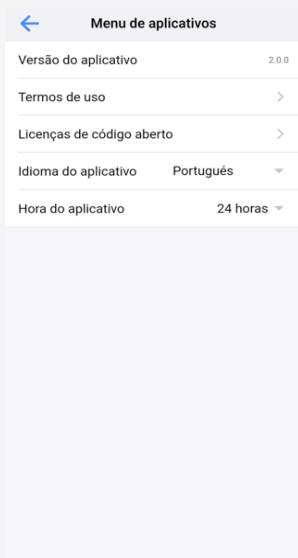 Menu de aplicativos
Versão do aplicativo 2.0.0
Termos de uso
Licenças de código aberto
Idioma do aplicativo Portugués
Hora do aplicativo 24 horas